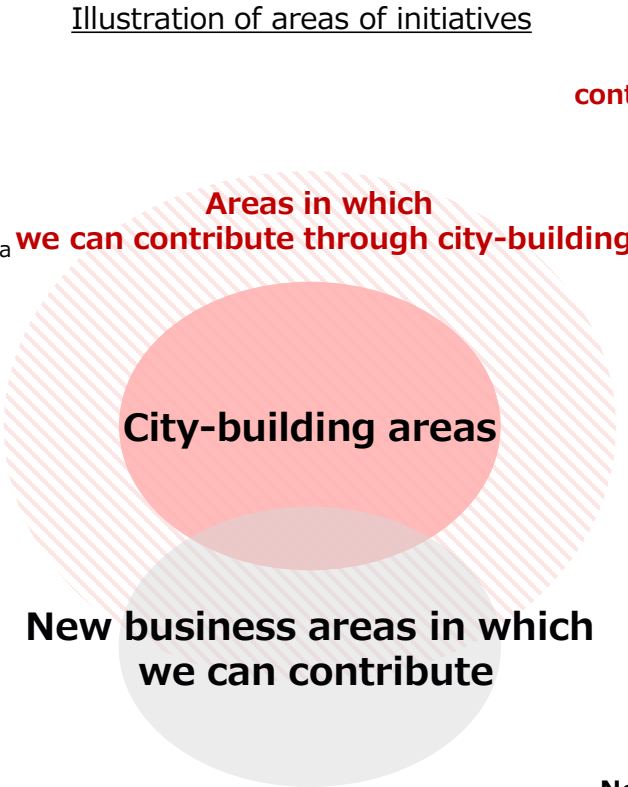 Illustration of areas of initiatives
Areas in which
we can contribute through city-building
City-building areas
New business areas in which
we can contribute